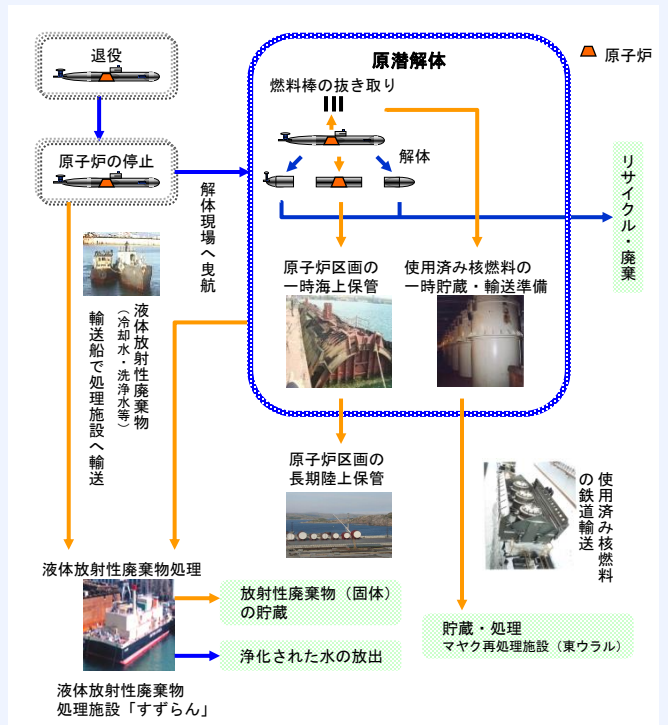 退役
原子炉の停止
原潜解体
原子炉
燃料棒の抜き取り
解体
解体現場へ曳航
リサイクル・廃棄
原子炉区画の
一時海上保管
使用済み核燃料の
一時貯蔵・輸送準備
液体放射性廃棄物
（冷却水・洗浄水等）
輸送船で処理施設へ輸送
原子炉区画の
長期陸上保管
使用済み核燃料
の鉄道輸送
液体放射性廃棄物処理
放射性廃棄物（固体）
の貯蔵
浄化された水の放出
貯蔵・処理
マヤク再処理施設（東ウラル）
液体放射性廃棄物
処理施設「すずらん」